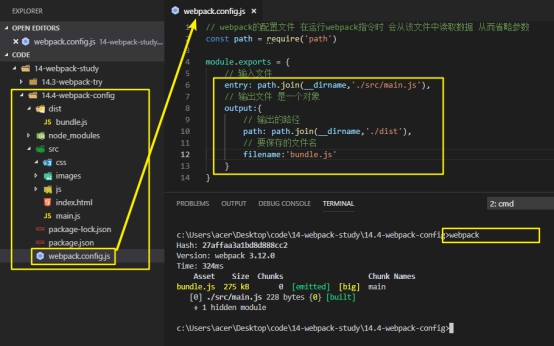 EXPLORER
OPEN EDITORS
webpack.config.js 14-webpack-study...
CODE
14-webpack-study
14.3-webpack-try
14.4-webpack-config
dist
bundle.js
node_modules
src
css
images
js
index.html
main.js
package-lock.json
package.json
webpack.config.js
webpack.config.js
1 // webpack的配置文件 在运行webpack指令时 会从该文件中读取数据 从而省略参数
2 const path = require('path')
3
4 module.exports = {
5 // 输入文件
6 entry: path.join(__dirname,'./src/main.js'),
7 // 输出文件 是一个对象
8 output:{
9 // 输出的路径
10 path: path.join(__dirname,'./dist'),
11 // 要保存的文件名
12 filename:'bundle.js'
13 }
14 }
PROBLEMS OUTPUT DEBUG CONSOLE TERMINAL 2: cmd
c:\Users\acer\Desktop\code\14-webpack-study\14.4-webpack-config>webpack
Hash: 27affaa3a1bd8d888cc2
Version: webpack 3.12.0
Time: 324ms
Asset Size Chunks Chunk Names
bundle.js 275 kB 0 [emitted] [big] main
[0] ./src/main.js 228 bytes {0} [built]
+ 1 hidden module
c:\Users\acer\Desktop\code\14-webpack-study\14.4-webpack-config>